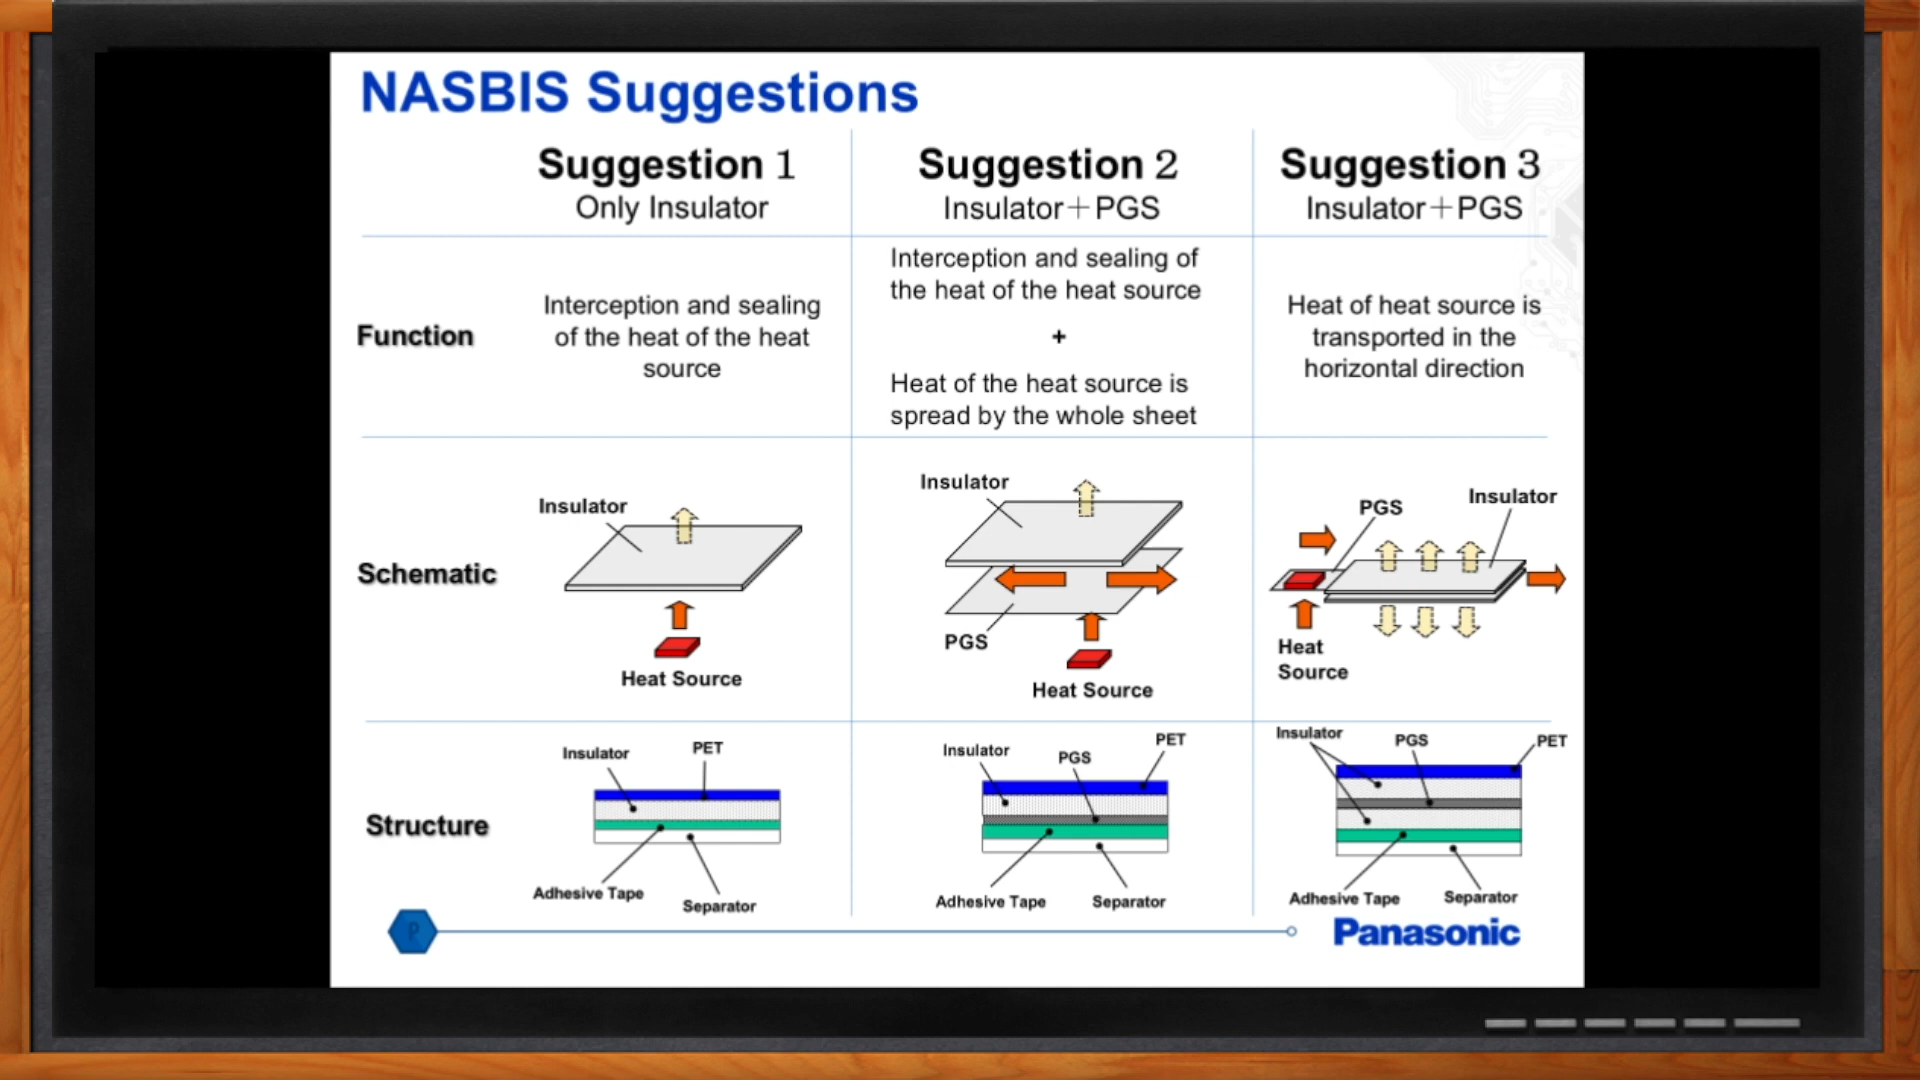 NASBIS Suggestions
Suggestion 1
Only Insulator
Suggestion 2
Insulator+PGS
Suggestion 3
Insulator+PGS
Function
Interception and sealing
of the heat of the heat
source
Interception and sealing of
the heat of the heat source
+
Heat of the heat source is
spread by the whole sheet
Heat of heat source is
transported in the
horizontal direction
Schematic
Insulator
Heat Source
Insulator
PGS
Heat Source
PGS
Insulator
Heat
Source
Structure
Insulator
PET
Adhesive Tape
Separator
Insulator
PGS
PET
Adhesive Tape
Separator
Insulator
PGS
PET
Adhesive Tape
Separator
P
Panasonic